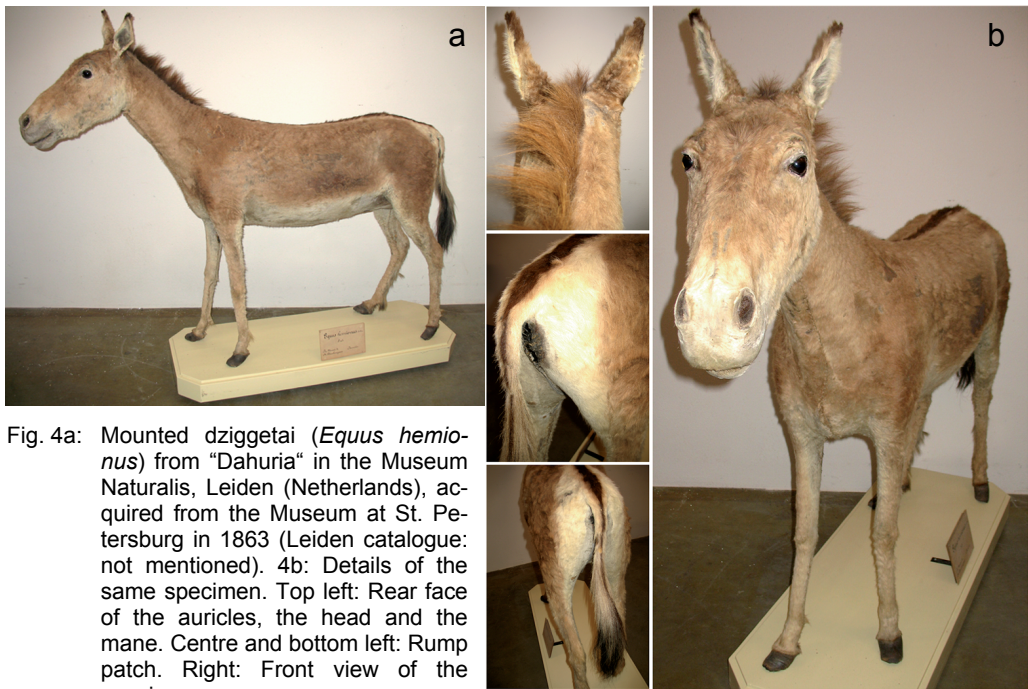 a
b
Fig. 4a: Mounted dziggetai (Equus hemio-
nus) from “Dahuria“ in the Museum
Naturalis, Leiden (Netherlands), ac-
quired from the Museum at St. Pe-
tersburg in 1863 (Leiden catalogue:
not mentioned). 4b: Details of the
same specimen. Top left: Rear face
of the auricles, the head and the
mane. Centre and bottom left: Rump
patch. Right: Front view of the
Equus hemionus